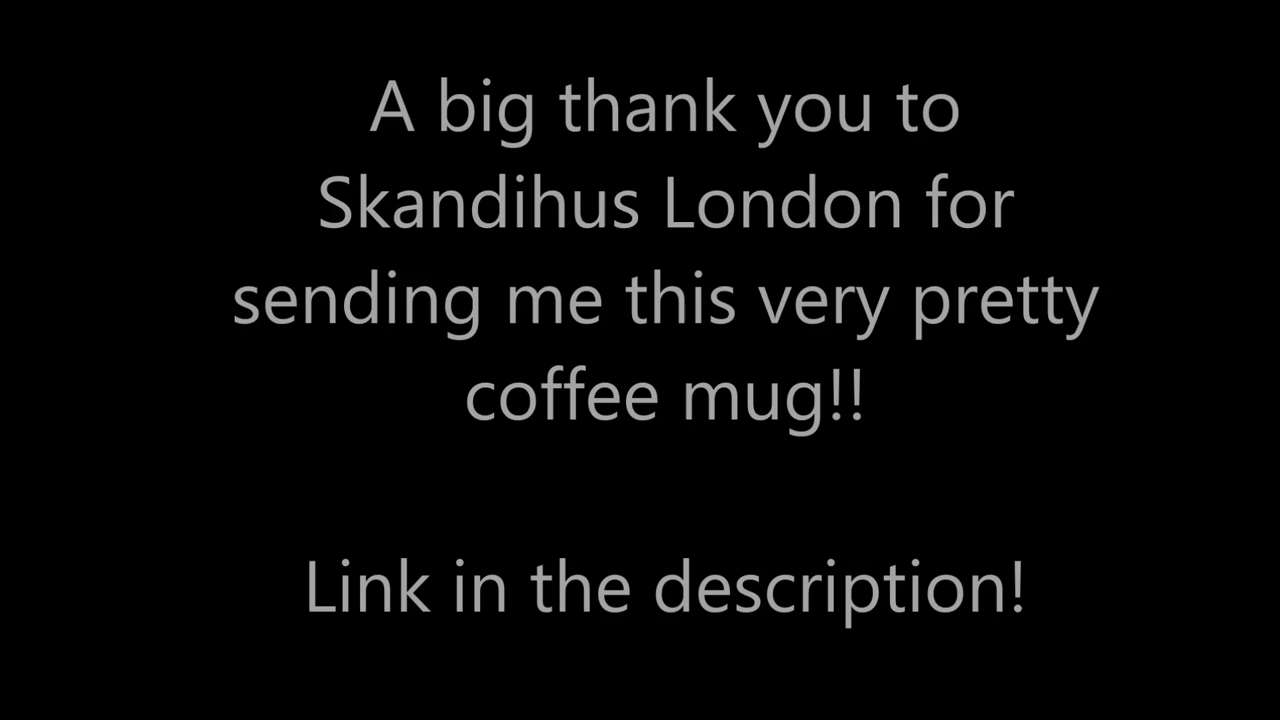 A big thank you to
Skandihus London for
sending me this very pretty
coffee mug!!
Link in the description!